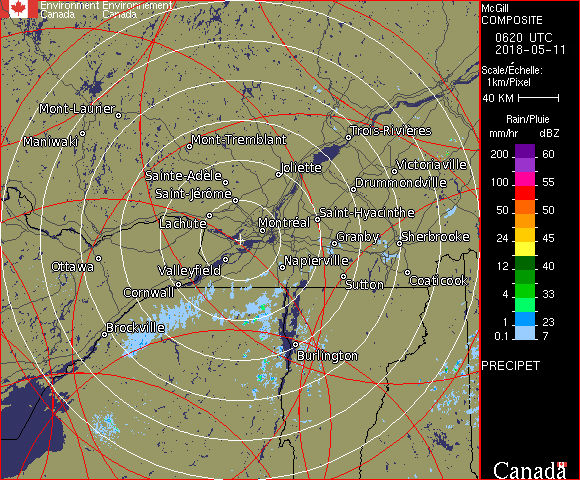 Environment Environnement
Canada Canada
McGill
COMPOSITE
0620 UTC
2018-05-11
Scale/Échelle:
1km/Pixel
40 KM
Rain/Pluie
mm/hr dBZ
200 60
150 57
100 55
50 50
24 45
12 40
4 33
1 23
0.1 7
PRECIPET
Canada
Mont-Laurier
Maniwaki
Mont-Tremblant
Trois-Rivières
Victoriaville
Joliette
Sainte-Adèle
Drummondville
Saint-Jérôme
Saint-Hyacinthe
Lachute
Montréal
Granby
Sherbrooke
Ottawa
Valleyfield
Napierville
Cornwall
Sutton
Coaticook
Brockville
Burlington